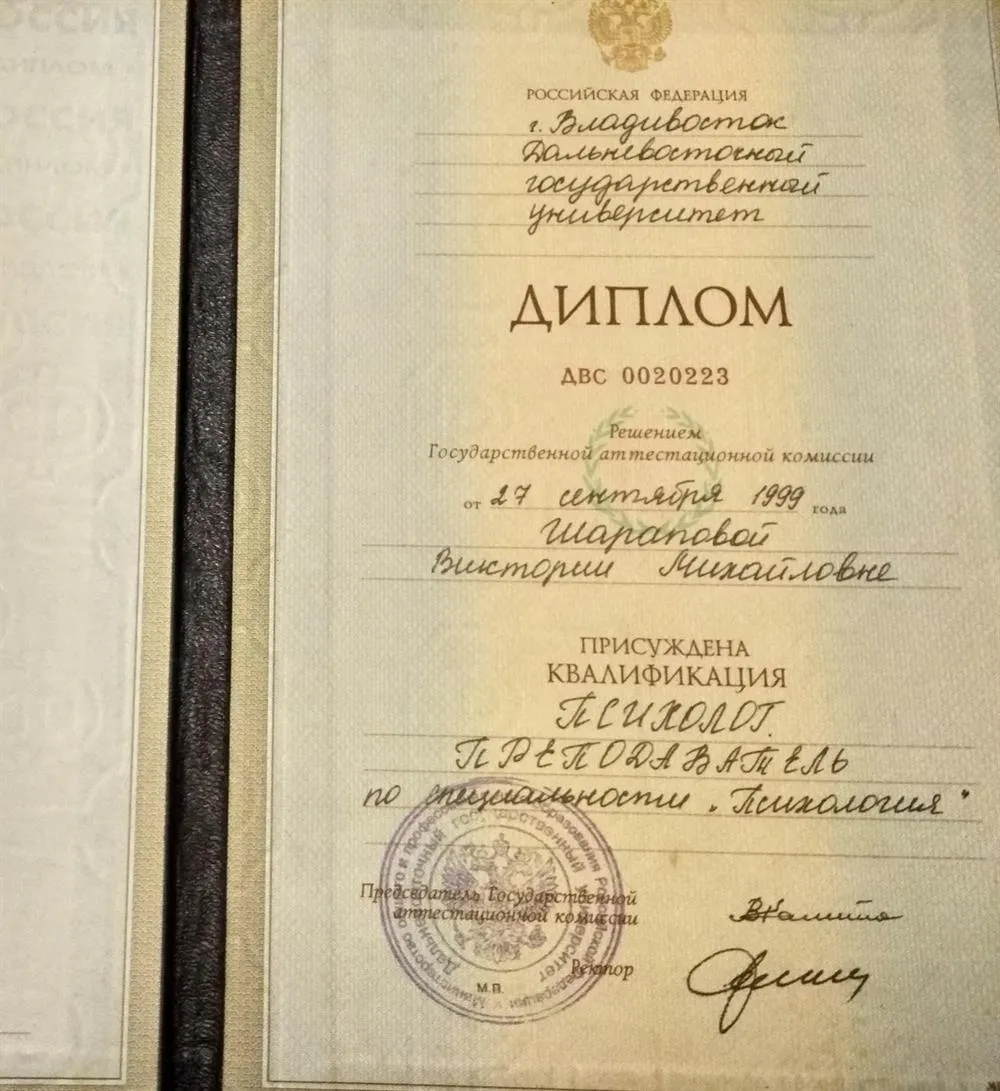 РОССИЙСКАЯ ФЕДЕРАЦИЯ
г. Владивосток
Дальневосточный
государственный
университет
ДИПЛОМ
ДВС 0020223
Решением
Государственной аттестационной комиссии
от 27 сентября 1999 года
Шараповой
Виктории Михайловне
ПРИСУЖДЕНА
КВАЛИФИКАЦИЯ
ПСИХОЛОГ.
ПРЕПОДАВАТЕЛЬ
по специальности „Психология"
Председатель Государственной
аттестационной комиссии
Ректор
М.П.